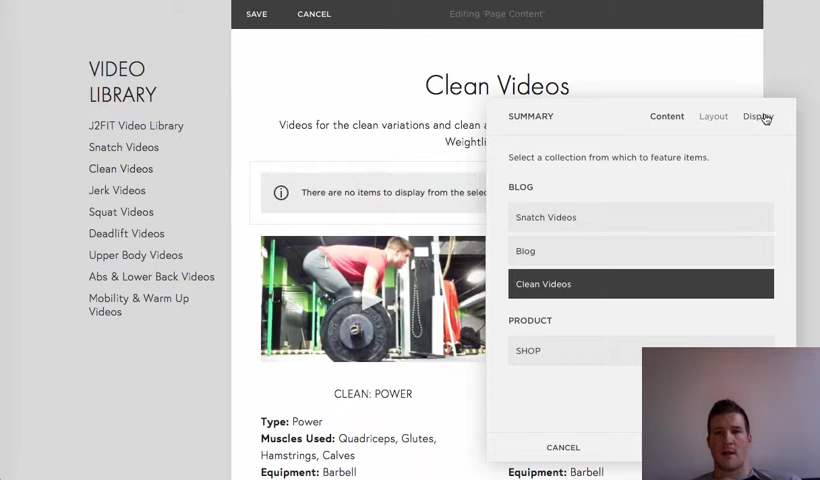 SAVE
CANCEL
Editing 'Page Content'
VIDEO
LIBRARY
J2FIT Video Library
Snatch Videos
Clean Videos
Jerk Videos
Squat Videos
Deadlift Videos
Upper Body Videos
Abs & Lower Back Videos
Mobility & Warm Up
Videos
Clean Videos
Videos for the clean variations and clean a
Weightli
There are no items to display from the selec
CLEAN: POWER
Type: Power
Muscles Used: Quadriceps, Glutes,
Hamstrings, Calves
Equipment: Barbell
Equipment: Barbell
SUMMARY
Content
Layout
Display
Select a collection from which to feature items.
BLOG
Snatch Videos
Blog
Clean Videos
PRODUCT
SHOP
CANCEL